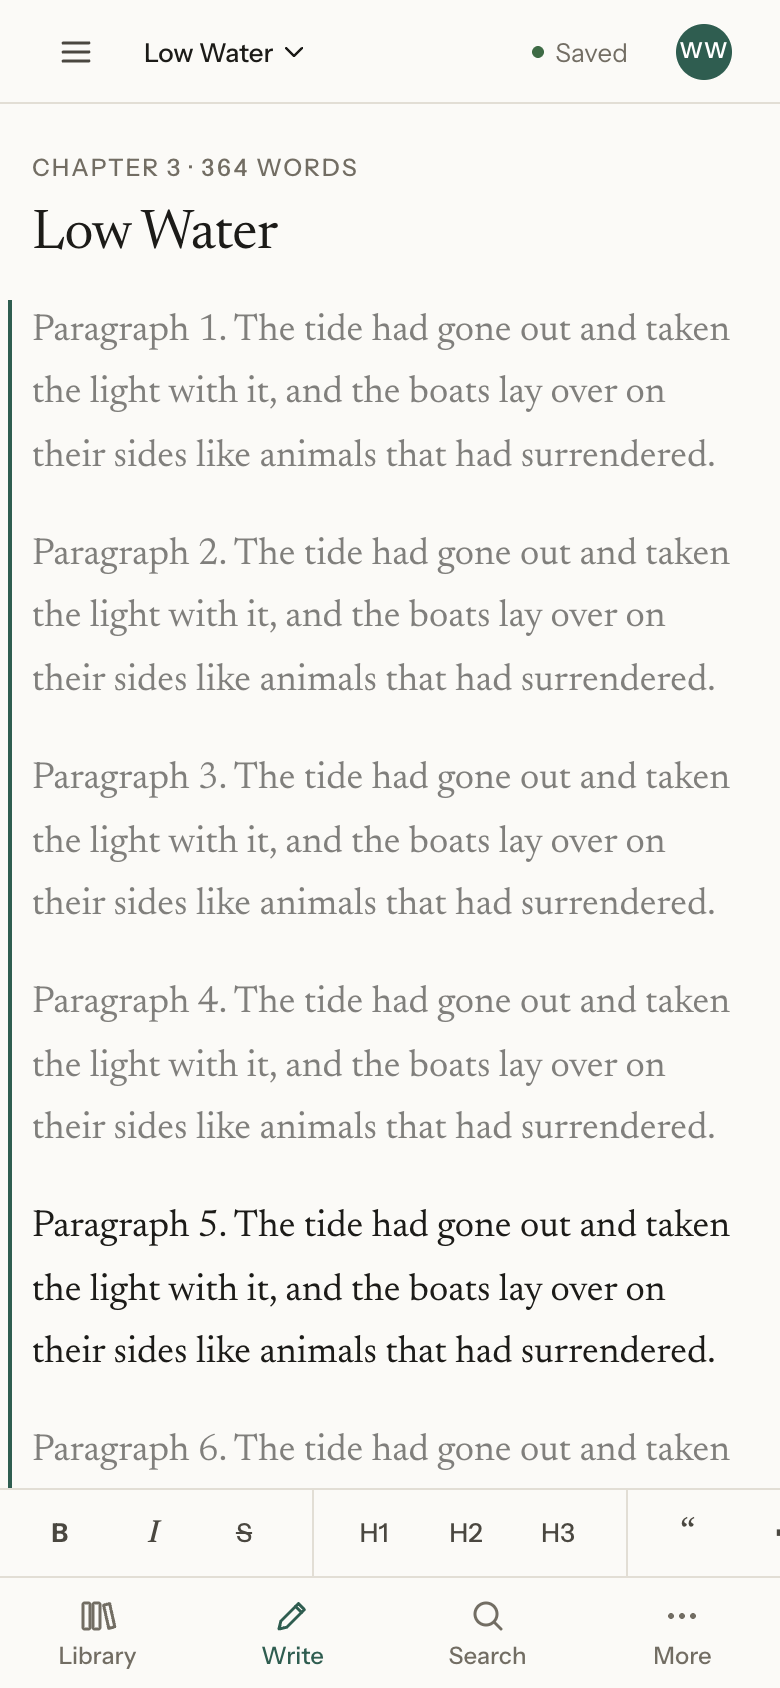 Low Water
Saved
WW
CHAPTER 3 · 364 WORDS
Low Water
Paragraph 1. The tide had gone out and taken
the light with it, and the boats lay over on
their sides like animals that had surrendered.
Paragraph 2. The tide had gone out and taken
the light with it, and the boats lay over on
their sides like animals that had surrendered.
Paragraph 3. The tide had gone out and taken
the light with it, and the boats lay over on
their sides like animals that had surrendered.
Paragraph 4. The tide had gone out and taken
the light with it, and the boats lay over on
their sides like animals that had surrendered.
Paragraph 5. The tide had gone out and taken
the light with it, and the boats lay over on
their sides like animals that had surrendered.
Paragraph 6. The tide had gone out and taken
B I S H1 H2 H3 “
Library Write Search More